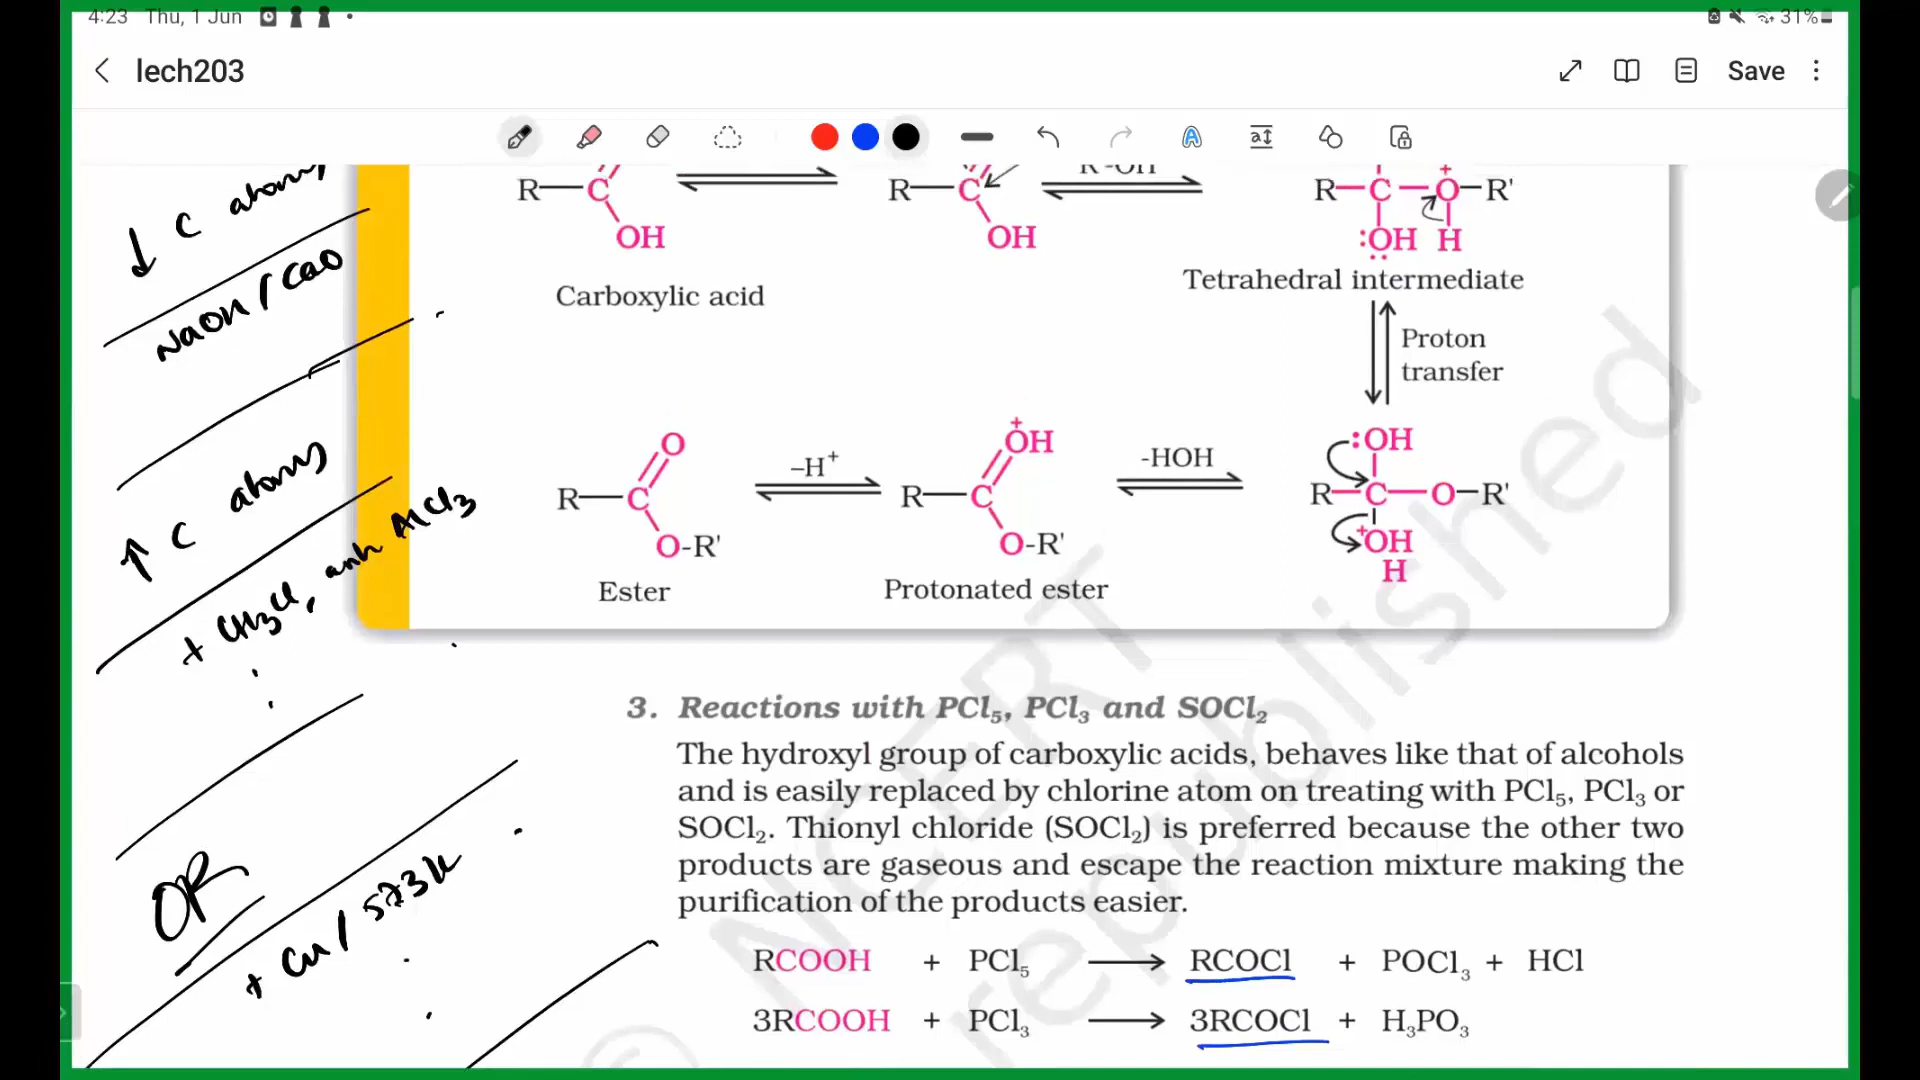 4:23 Thu, 1 Jun
31%
lech203
Save
↓ C atoms
NaOH / CaO
↑ C atoms
+ CH3Cl, anh AlCl3
OR
+ Cu / 573K
R—C
OH
Carboxylic acid
R—C
OH
R'-OH
R—C—O—R'
+
:OH H
Tetrahedral intermediate
Proton
transfer
O
R—C
O-R'
Ester
–H⁺
+
OH
R—C
O-R'
Protonated ester
-HOH
:OH
R—C—O—R'
+OH
H
3. Reactions with PCl₅, PCl₃ and SOCl₂
The hydroxyl group of carboxylic acids, behaves like that of alcohols
and is easily replaced by chlorine atom on treating with PCl₅, PCl₃ or
SOCl₂. Thionyl chloride (SOCl₂) is preferred because the other two
products are gaseous and escape the reaction mixture making the
purification of the products easier.
RCOOH + PCl₅ ⟶ RCOCl + POCl₃ + HCl
3RCOOH + PCl₃ ⟶ 3RCOCl + H₃PO₃
© NCERT
republished